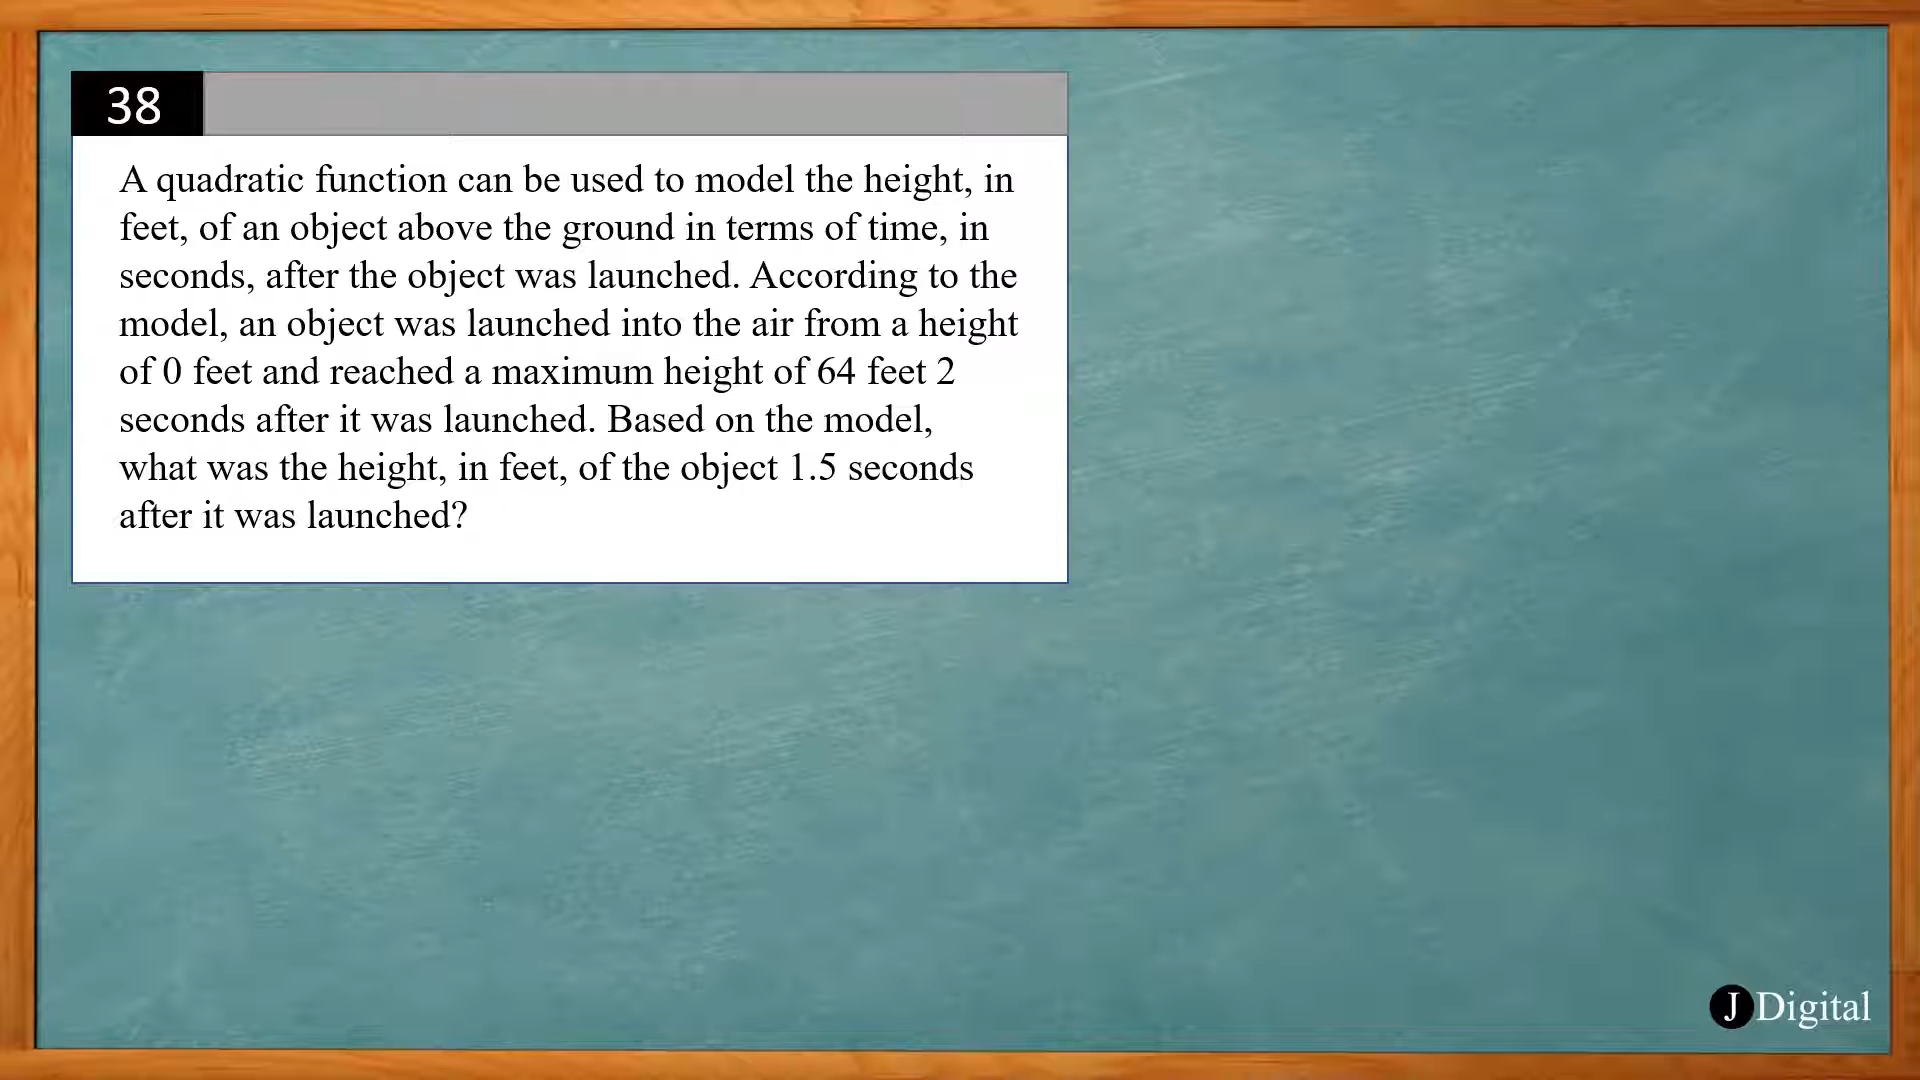 38
A quadratic function can be used to model the height, in
feet, of an object above the ground in terms of time, in
seconds, after the object was launched. According to the
model, an object was launched into the air from a height
of 0 feet and reached a maximum height of 64 feet 2
seconds after it was launched. Based on the model,
what was the height, in feet, of the object 1.5 seconds
after it was launched?
J Digital